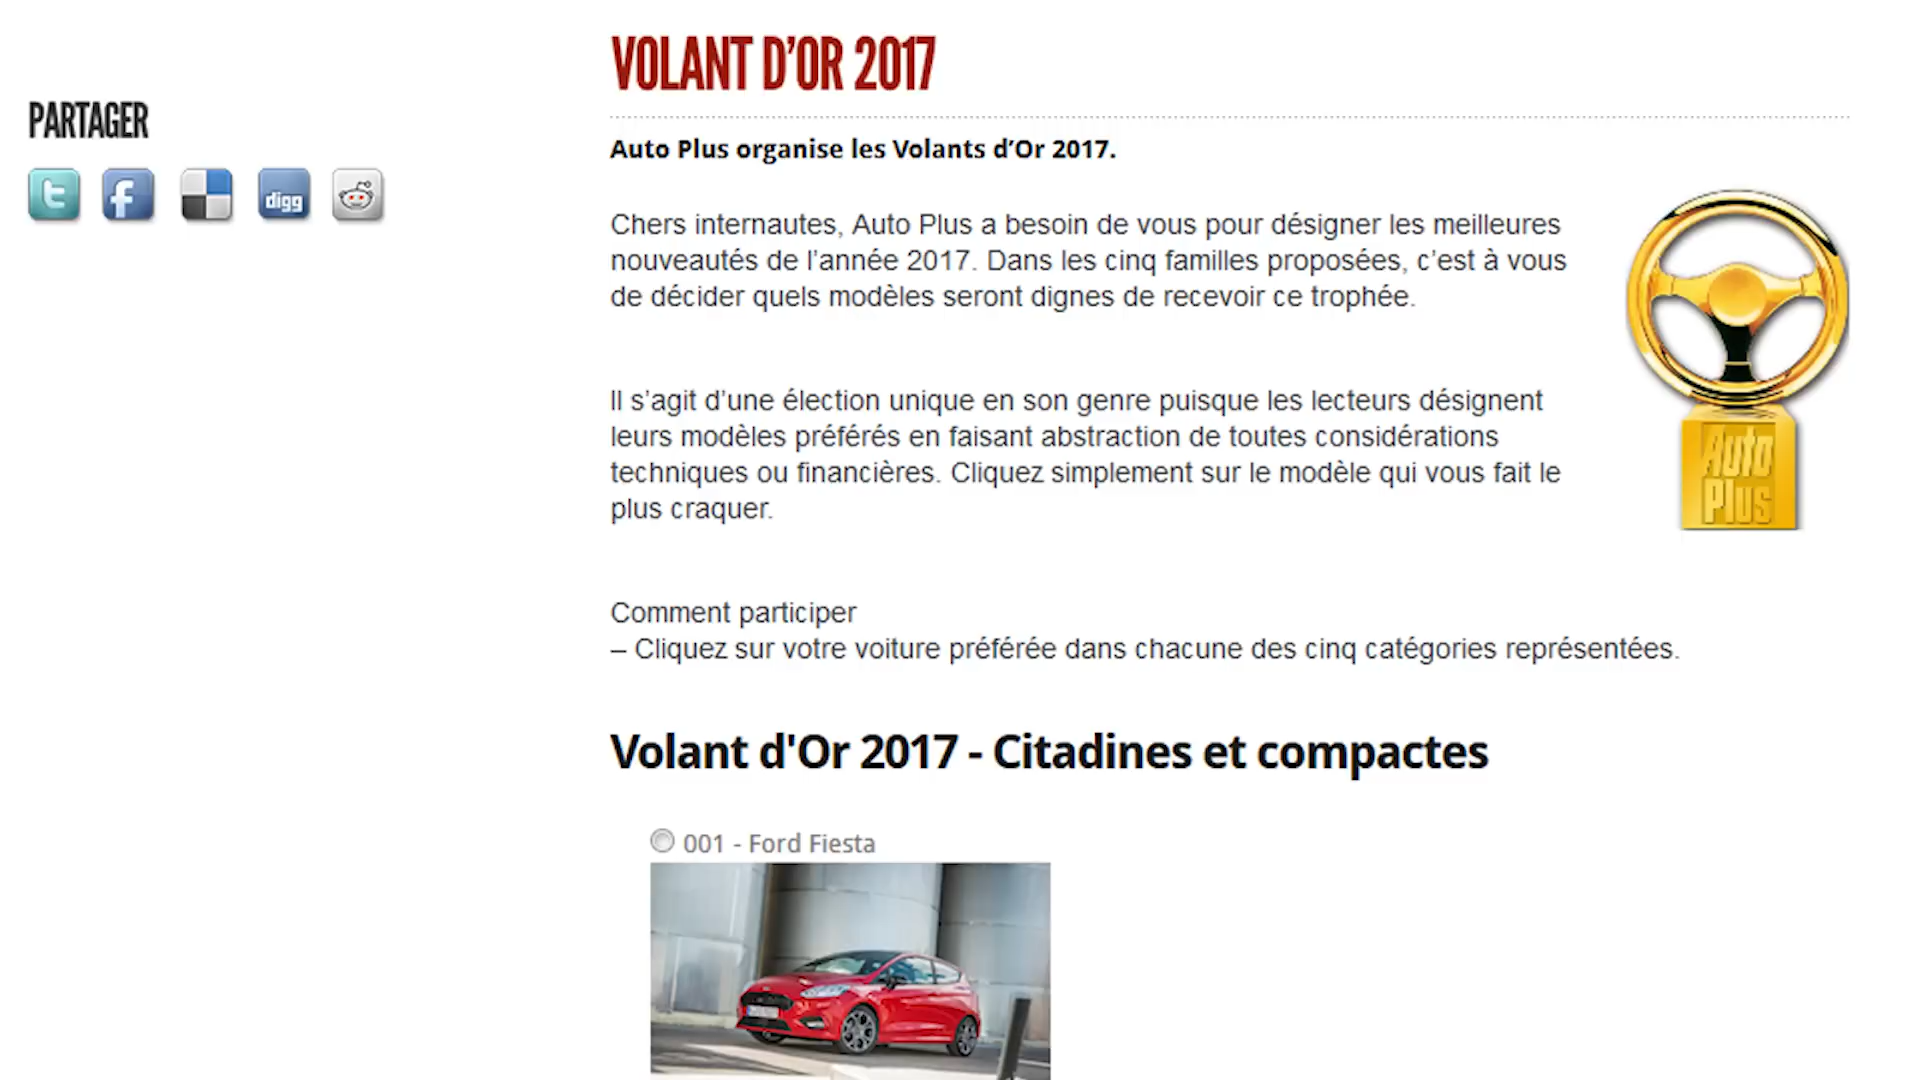 VOLANT D’OR 2017
PARTAGER
Auto Plus organise les Volants d’Or 2017.
Chers internautes, Auto Plus a besoin de vous pour désigner les meilleures
nouveautés de l’année 2017. Dans les cinq familles proposées, c’est à vous
de décider quels modèles seront dignes de recevoir ce trophée.
Il s’agit d’une élection unique en son genre puisque les lecteurs désignent
leurs modèles préférés en faisant abstraction de toutes considérations
techniques ou financières. Cliquez simplement sur le modèle qui vous fait le
plus craquer.
Auto
Plus
digg
Comment participer
– Cliquez sur votre voiture préférée dans chacune des cinq catégories représentées.
Volant d'Or 2017 - Citadines et compactes
001 - Ford Fiesta